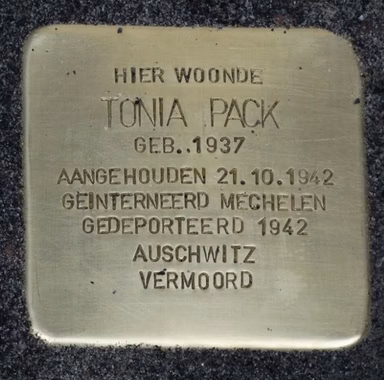 HIER WOONDE
TONIA PACK
GEB..1937
AANGEHOUDEN 21.10.1942
GEINTERNEERD MECHELEN
GEDEPORTEERD 1942
AUSCHWITZ
VERMOORD